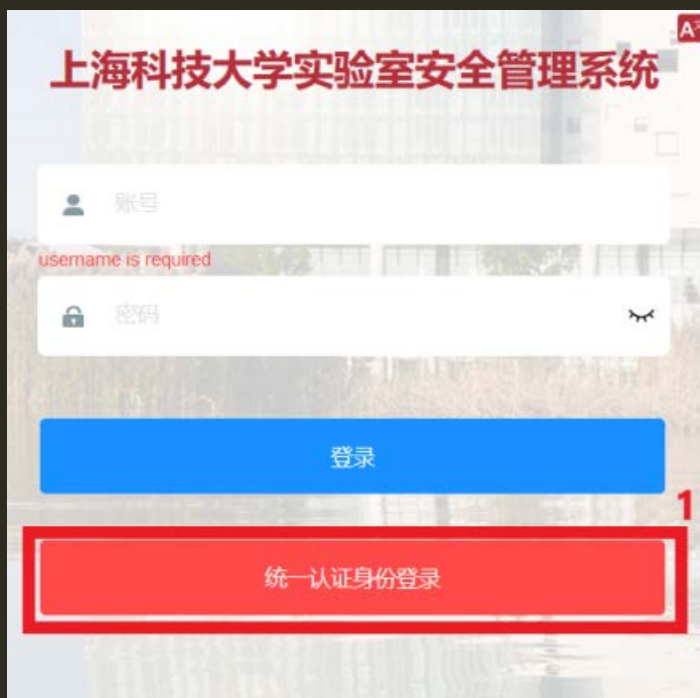 上海科技大学实验室安全管理系统
账号
username is required
密码
登录
1
统一认证身份登录